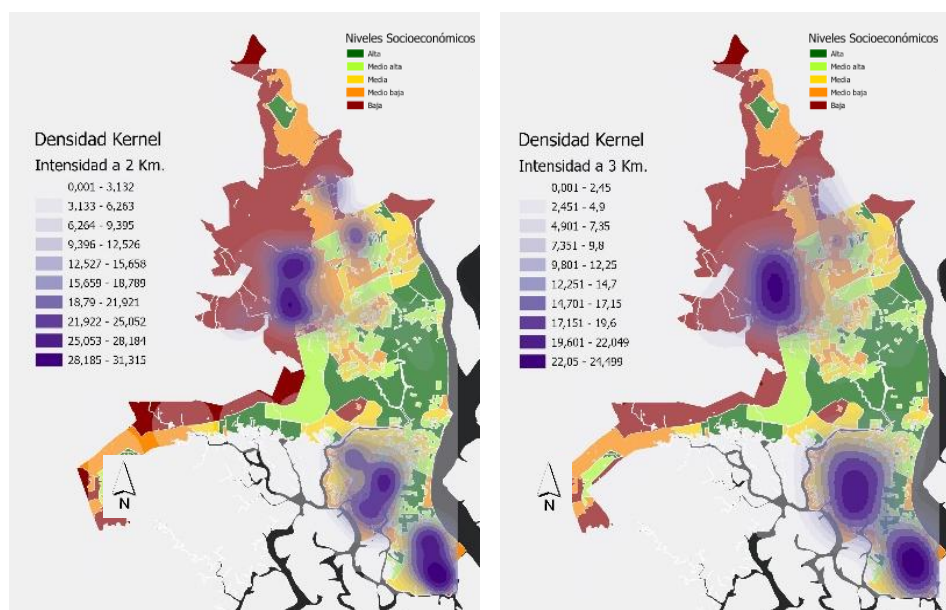 Niveles Socioeconómicos
Alta
Medio alta
Media
Medio baja
Baja
Densidad Kernel
Intensidad a 2 Km.
0,001 - 3,132
3,133 - 6,263
6,264 - 9,395
9,396 - 12,526
12,527 - 15,658
15,659 - 18,789
18,79 - 21,921
21,922 - 25,052
25,053 - 28,184
28,185 - 31,315
N
Niveles Socioeconómicos
Alta
Medio alta
Media
Medio baja
Baja
Densidad Kernel
Intensidad a 3 Km.
0,001 - 2,45
2,451 - 4,9
4,901 - 7,35
7,351 - 9,8
9,801 - 12,25
12,251 - 14,7
14,701 - 17,15
17,151 - 19,6
19,601 - 22,049
22,05 - 24,499
N